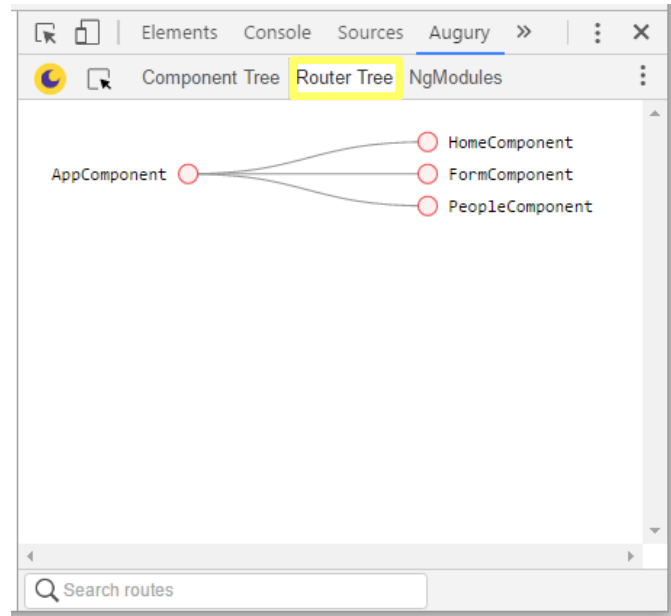 Elements Console Sources Augury »
Component Tree Router Tree NgModules
HomeComponent
AppComponent FormComponent
PeopleComponent
Search routes